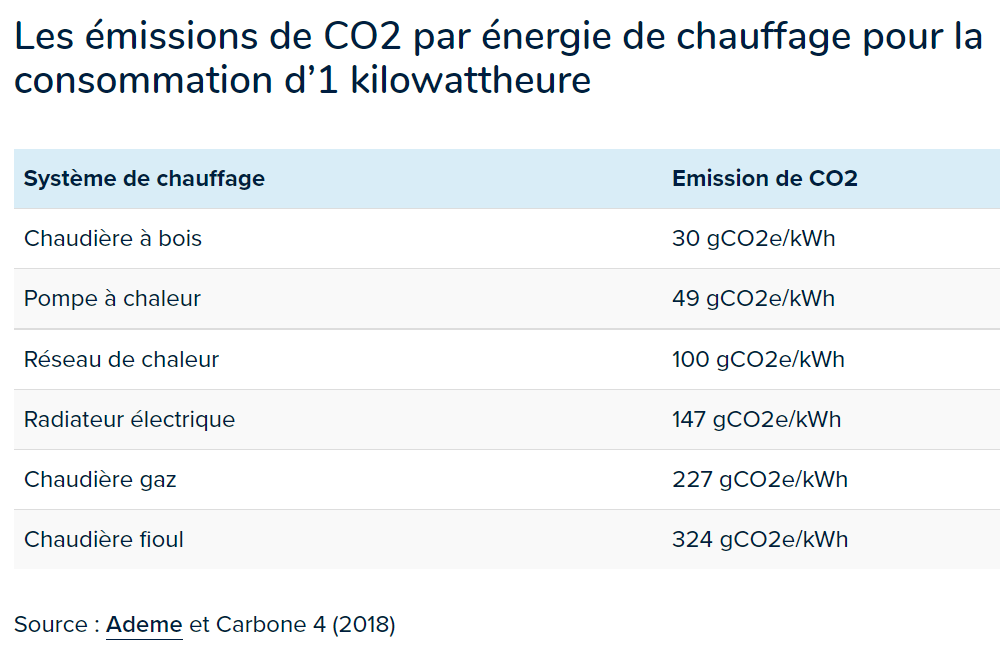 Les émissions de CO2 par énergie de chauffage pour la
consommation d’1 kilowattheure
Système de chauffage Emission de CO2
Chaudière à bois 30 gCO2e/kWh
Pompe à chaleur 49 gCO2e/kWh
Réseau de chaleur 100 gCO2e/kWh
Radiateur électrique 147 gCO2e/kWh
Chaudière gaz 227 gCO2e/kWh
Chaudière fioul 324 gCO2e/kWh
Source : Ademe et Carbone 4 (2018)